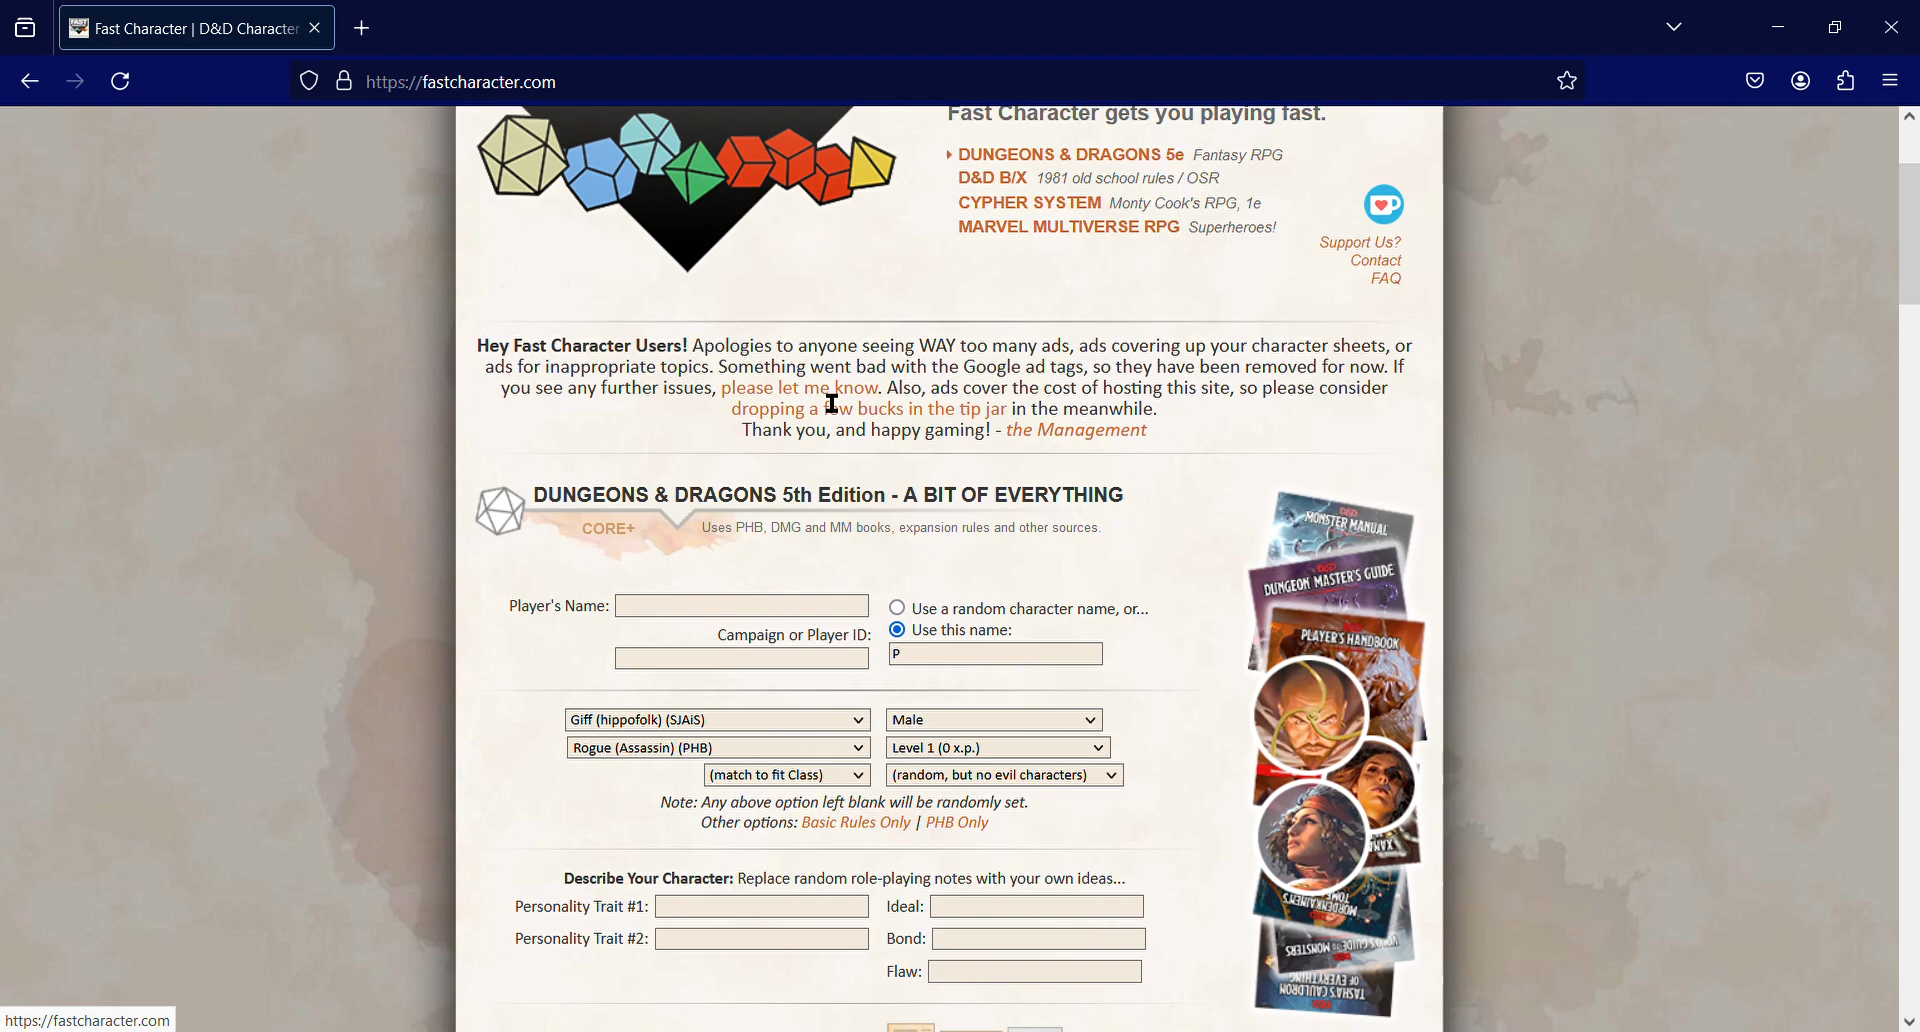 Fast Character | D&D Character
https://fastcharacter.com
Fast Character gets you playing fast.
DUNGEONS & DRAGONS 5e Fantasy RPG
D&D B/X 1981 old school rules / OSR
CYPHER SYSTEM Monty Cook's RPG, 1e
MARVEL MULTIVERSE RPG Superheroes!
Support Us?
Contact
FAQ
Hey Fast Character Users! Apologies to anyone seeing WAY too many ads, ads covering up your character sheets, or
ads for inappropriate topics. Something went bad with the Google ad tags, so they have been removed for now. If
you see any further issues, please let me know. Also, ads cover the cost of hosting this site, so please consider
dropping a few bucks in the tip jar in the meanwhile.
Thank you, and happy gaming! - the Management
DUNGEONS & DRAGONS 5th Edition - A BIT OF EVERYTHING
CORE+ Uses PHB, DMG and MM books, expansion rules and other sources.
D&D
MONSTER MANUAL
D&D
DUNGEON MASTER'S GUIDE
D&D
PLAYER'S HANDBOOK
Player's Name:
Use a random character name, or...
Campaign or Player ID:
Use this name:
P
Giff (hippofolk) (SJAiS) Male
Rogue (Assassin) (PHB) Level 1 (0 x.p.)
(match to fit Class) (random, but no evil characters)
Note: Any above option left blank will be randomly set.
Other options: Basic Rules Only | PHB Only
XANA
MORDENKAINEN'S
TOME
VOLO'S GUIDE TO MONSTERS
TASHA'S CAULDRON
OF EVERYTHING
Describe Your Character: Replace random role-playing notes with your own ideas...
Personality Trait #1: Ideal:
Personality Trait #2: Bond:
Flaw:
https://fastcharacter.com